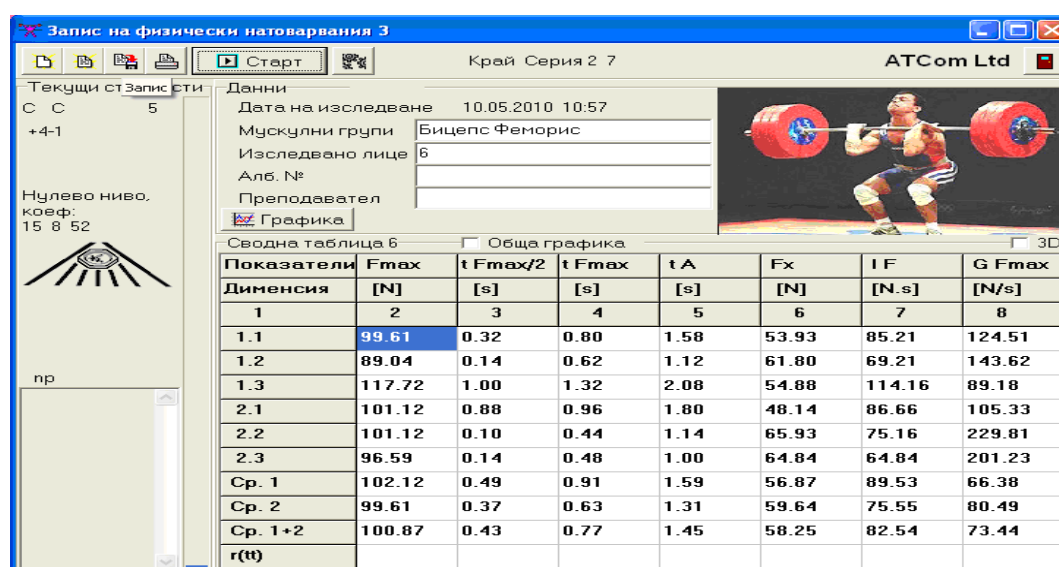 Запис на физически натоварвания 3
Старт
Край Серия 2 7
ATCom Ltd
Запис
Текущи ст сти
С С 5
+4-1
Нулево ниво,
коеф:
15 8 52
пр
Данни
Дата на изследване 10.05.2010 10:57
Мускулни групи Бицепс Феморис
Изследвано лице 6
Алб. №
Преподавател
Графика
Сводна таблица 6 Обща графика 3D
Показатели Fmax t Fmax/2 t Fmax t A Fx I F G Fmax
Дименсия [N] [s] [s] [s] [N] [N.s] [N/s]
1 2 3 4 5 6 7 8
1.1 99.61 0.32 0.80 1.58 53.93 85.21 124.51
1.2 89.04 0.14 0.62 1.12 61.80 69.21 143.62
1.3 117.72 1.00 1.32 2.08 54.88 114.16 89.18
2.1 101.12 0.88 0.96 1.80 48.14 86.66 105.33
2.2 101.12 0.10 0.44 1.14 65.93 75.16 229.81
2.3 96.59 0.14 0.48 1.00 64.84 64.84 201.23
Ср. 1 102.12 0.49 0.91 1.59 56.87 89.53 66.38
Ср. 2 99.61 0.37 0.63 1.31 59.64 75.55 80.49
Ср. 1+2 100.87 0.43 0.77 1.45 58.25 82.54 73.44
r(tt)